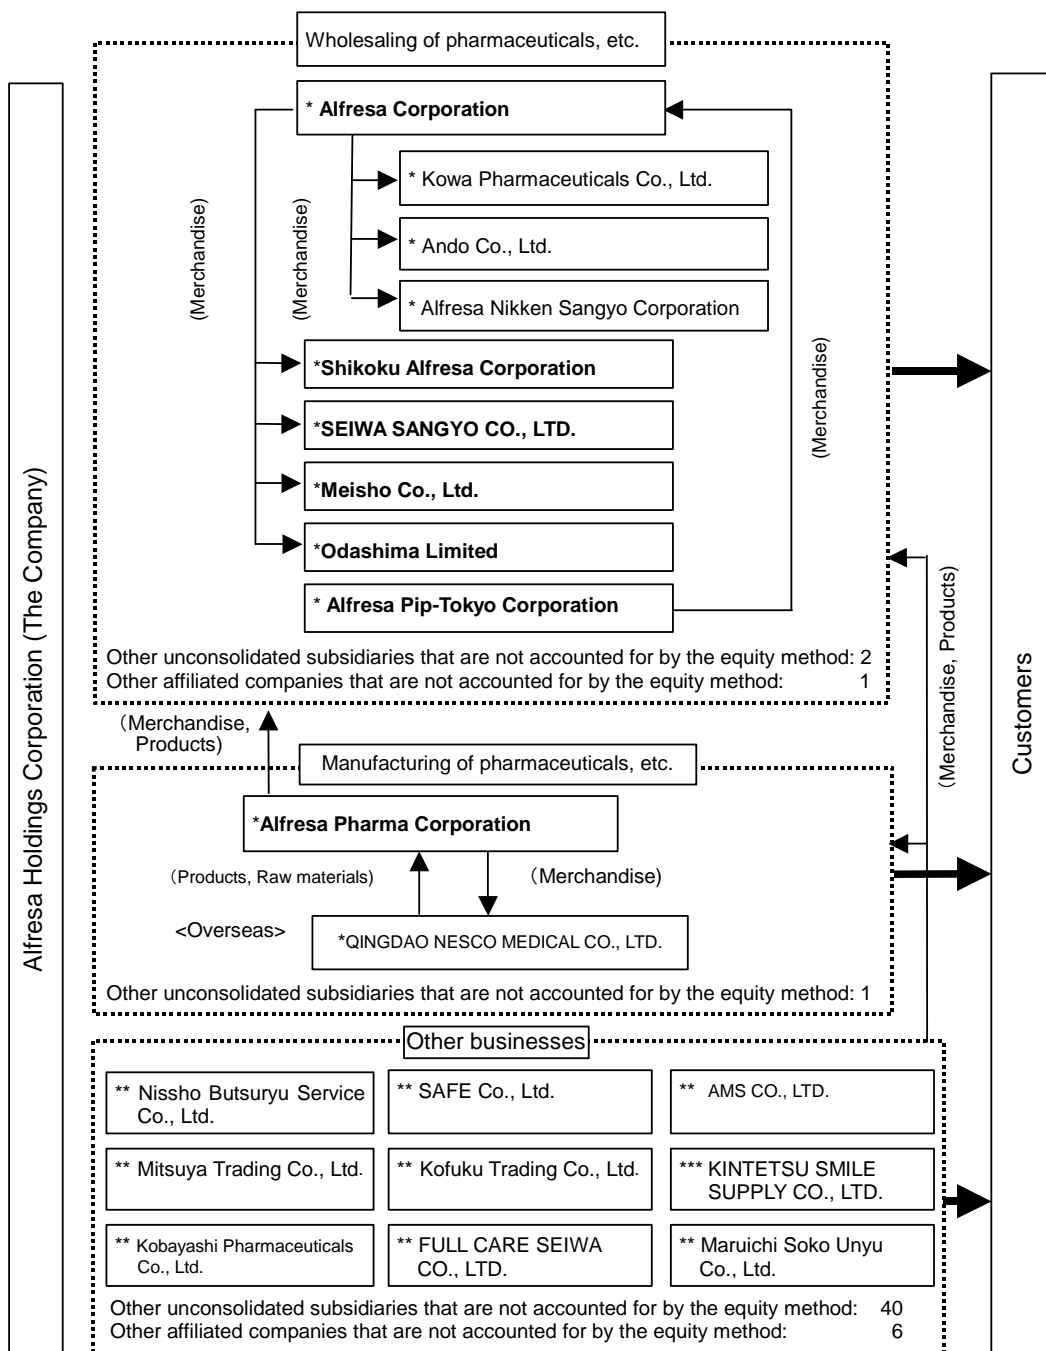 Wholesaling of pharmaceuticals, etc.
* Alfresa Corporation
* Kowa Pharmaceuticals Co., Ltd.
* Ando Co., Ltd.
* Alfresa Nikken Sangyo Corporation
(Merchandise)
(Merchandise)
*Shikoku Alfresa Corporation
*SEIWA SANGYO CO., LTD.
*Meisho Co., Ltd.
*Odashima Limited
* Alfresa Pip-Tokyo Corporation
(Merchandise)
Other unconsolidated subsidiaries that are not accounted for by the equity method: 2
Other affiliated companies that are not accounted for by the equity method: 1
Alfresa Holdings Corporation (The Company)
Customers
(Merchandise, Products)
(Merchandise,
Products)
Manufacturing of pharmaceuticals, etc.
*Alfresa Pharma Corporation
(Products, Raw materials)
(Merchandise)
<Overseas>
*QINGDAO NESCO MEDICAL CO., LTD.
Other unconsolidated subsidiaries that are not accounted for by the equity method: 1
Other businesses
** Nissho Butsuryu Service
Co., Ltd.
** SAFE Co., Ltd.
** AMS CO., LTD.
** Mitsuya Trading Co., Ltd.
** Kofuku Trading Co., Ltd.
*** KINTETSU SMILE
SUPPLY CO., LTD.
** Kobayashi Pharmaceuticals
Co., Ltd.
** FULL CARE SEIWA
CO., LTD.
** Maruichi Soko Unyu
Co., Ltd.
Other unconsolidated subsidiaries that are not accounted for by the equity method: 40
Other affiliated companies that are not accounted for by the equity method: 6